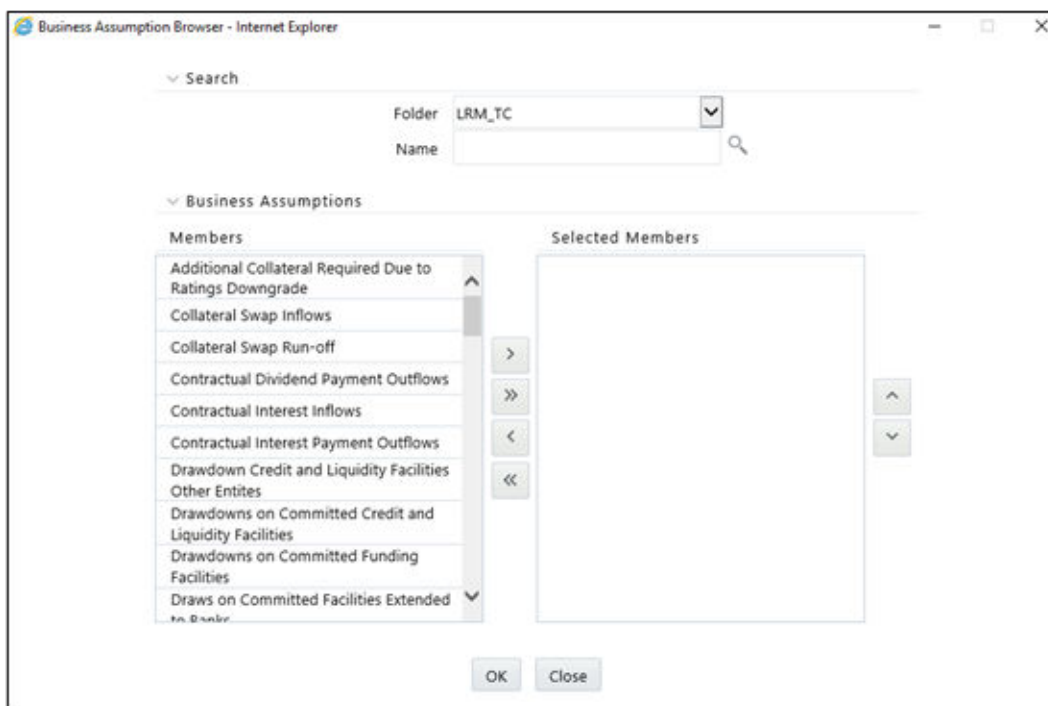 Business Assumption Browser - Internet Explorer
Search
Folder LRM_TC
Name
Business Assumptions
Members Selected Members
Additional Collateral Required Due to
Ratings Downgrade
Collateral Swap Inflows
Collateral Swap Run-off
Contractual Dividend Payment Outflows
Contractual Interest Inflows
Contractual Interest Payment Outflows
Drawdown Credit and Liquidity Facilities
Other Entites
Drawdowns on Committed Credit and
Liquidity Facilities
Drawdowns on Committed Funding
Facilities
Draws on Committed Facilities Extended
to Banks
OK Close